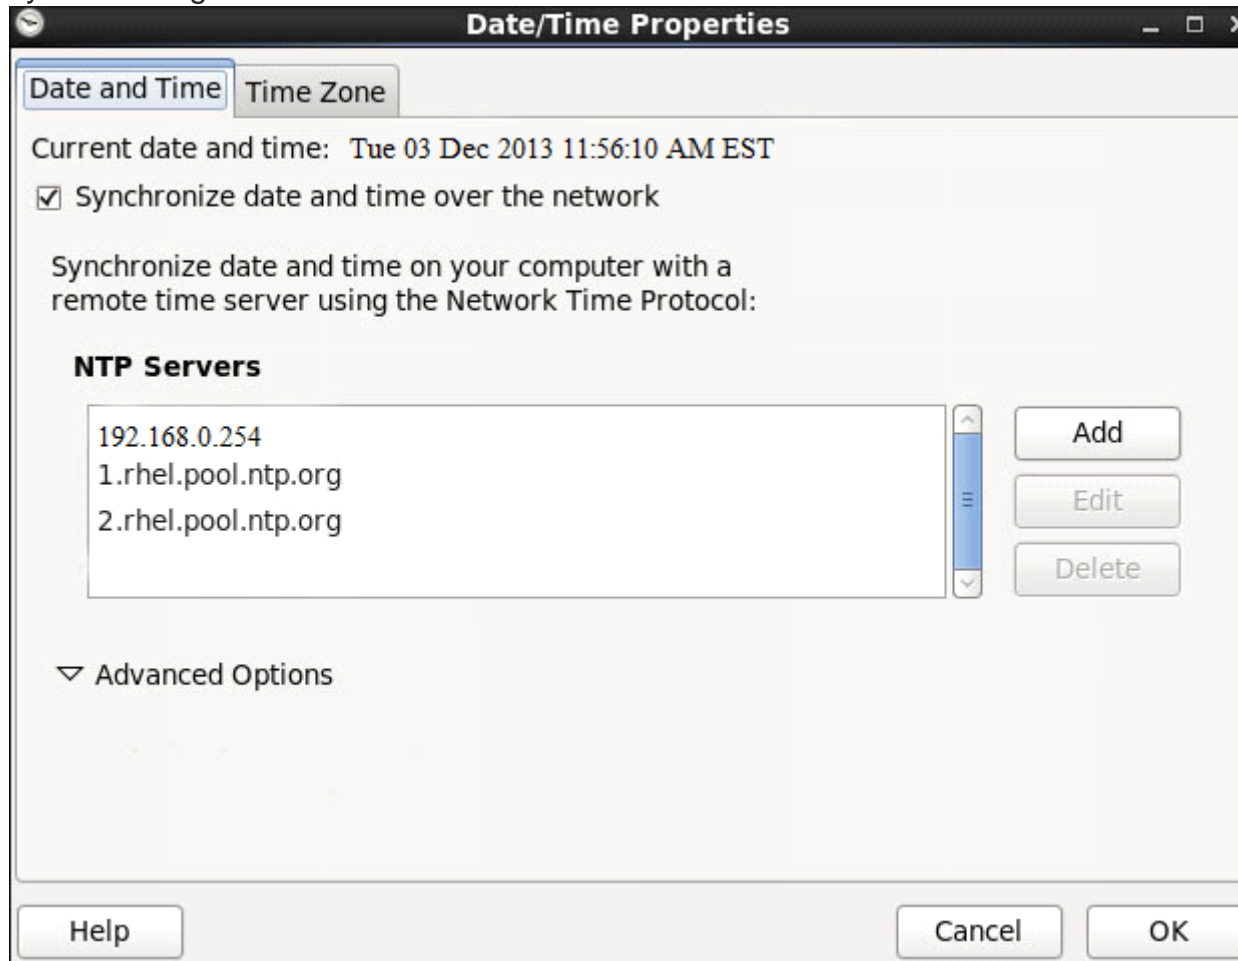 Date/Time Properties
Date and Time
Time Zone
Current date and time: Tue 03 Dec 2013 11:56:10 AM EST
Synchronize date and time over the network
Synchronize date and time on your computer with a
remote time server using the Network Time Protocol:
NTP Servers
192.168.0.254
1.rhel.pool.ntp.org
2.rhel.pool.ntp.org
Add
Edit
Delete
Advanced Options
Help
Cancel
OK